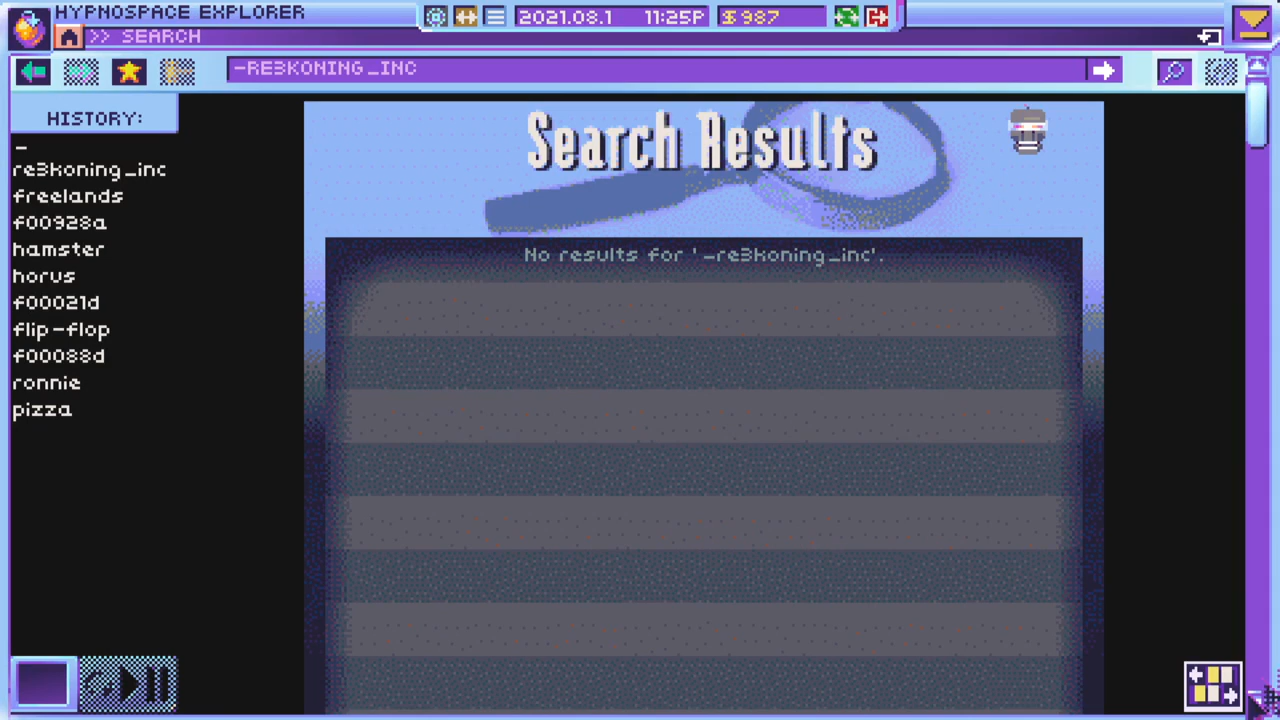 HYPNOSPACE EXPLORER
2021.08.1 11:25P
987
>> SEARCH
-RE3KONING_INC
HISTORY:
-
re3koning_inc
freelands
f00928a
hamster
horus
f00021d
flip-flop
f00088d
ronnie
pizza
Search Results
No results for '-re3koning_inc'.